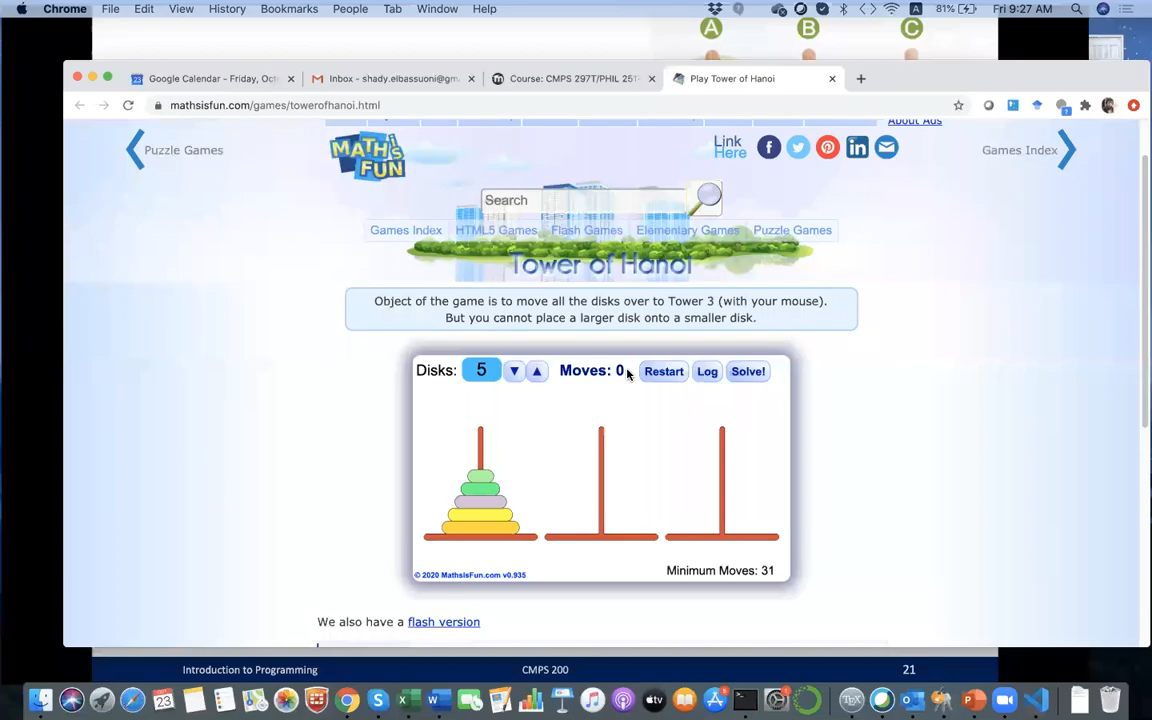 Chrome File Edit View History Bookmarks People Tab Window Help 81% Fri 9:27 AM
A B C
Google Calendar - Friday, Oct Inbox - shady.elbassuoni@gm Course: CMPS 297T/PHIL 251 Play Tower of Hanoi
mathsisfun.com/games/towerofhanoi.html
About Ads
Puzzle Games MATH is FUN Link Here Games Index
Search
Games Index HTML5 Games Flash Games Elementary Games Puzzle Games
Tower of Hanoi
Object of the game is to move all the disks over to Tower 3 (with your mouse).
But you cannot place a larger disk onto a smaller disk.
Disks: 5 ▼ ▲ Moves: 0 Restart Log Solve!
© 2020 MathsisFun.com v0.935 Minimum Moves: 31
We also have a flash version
Introduction to Programming CMPS 200 21